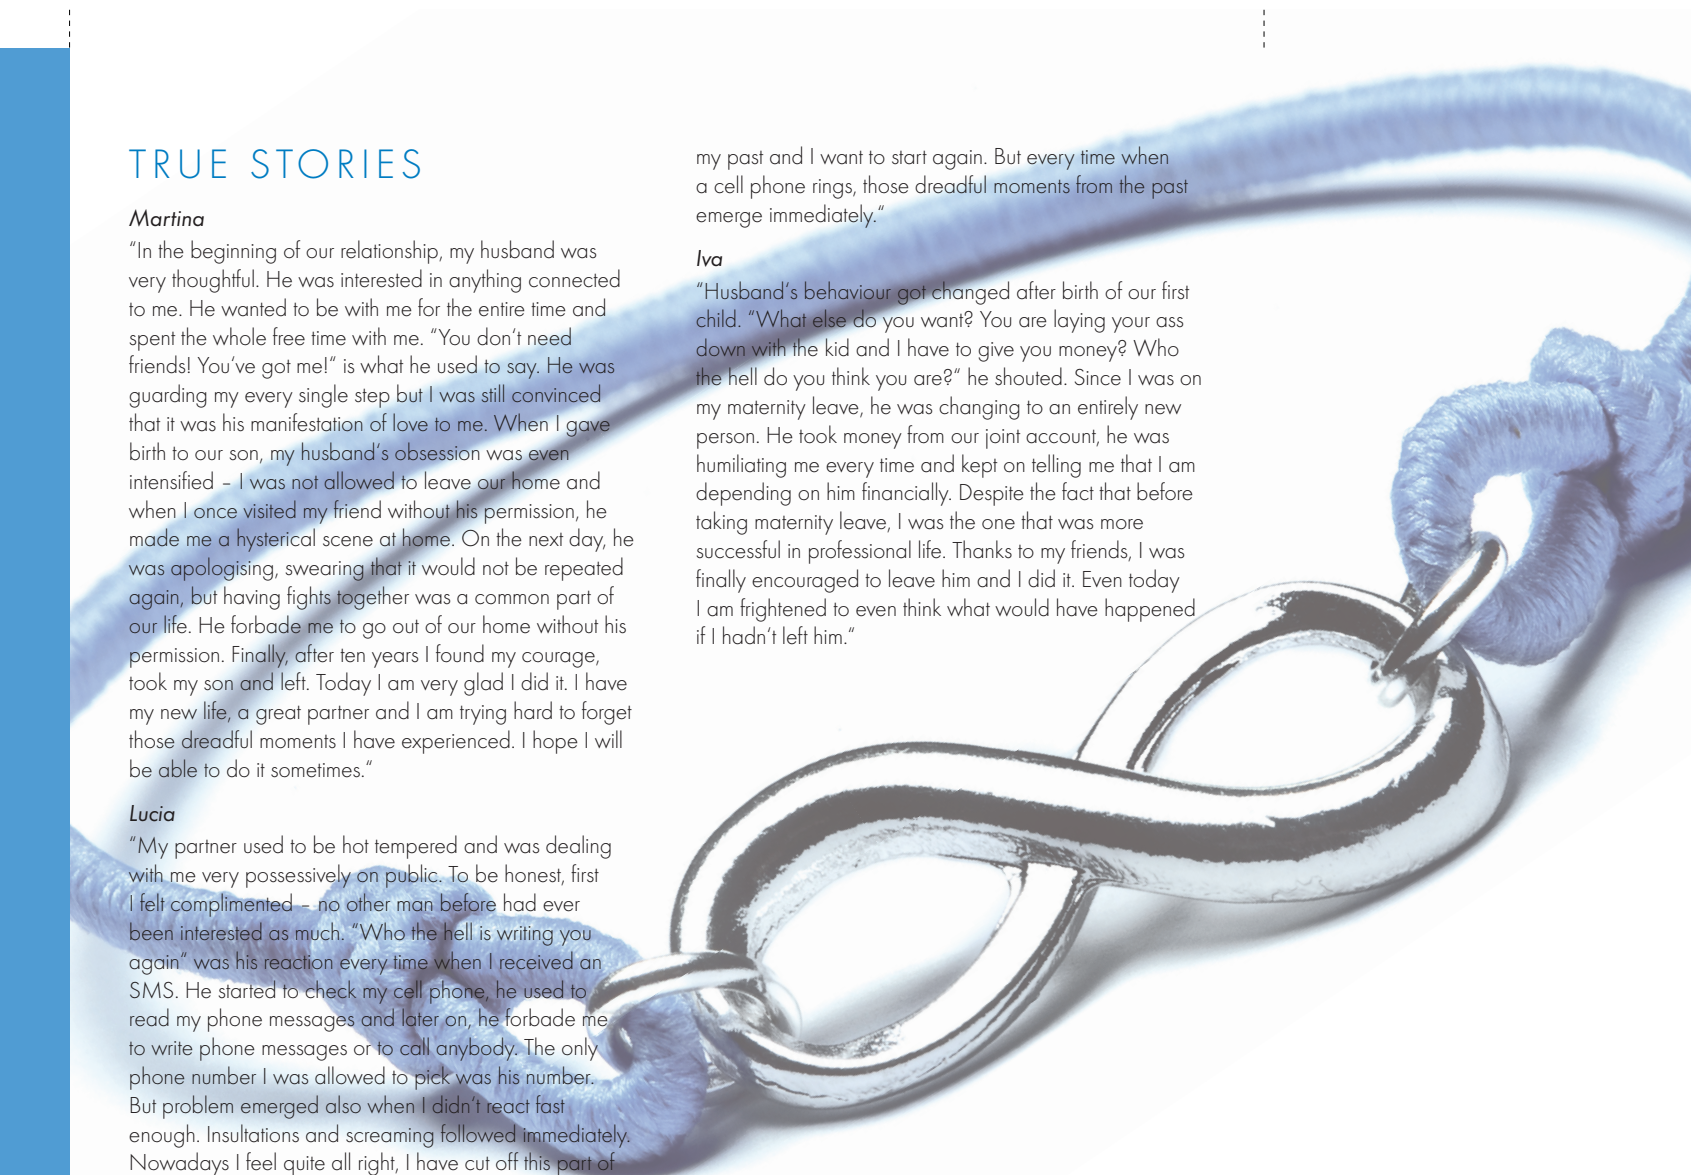 TRUE STORIES
Martina
“In the beginning of our relationship, my husband was
very thoughtful. He was interested in anything connected
to me. He wanted to be with me for the entire time and
spent the whole free time with me. “You don‘t need
friends! You‘ve got me!“ is what he used to say. He was
guarding my every single step but I was still convinced
that it was his manifestation of love to me. When I gave
birth to our son, my husband‘s obsession was even
intensified – I was not allowed to leave our home and
when I once visited my friend without his permission, he
made me a hysterical scene at home. On the next day, he
was apologising, swearing that it would not be repeated
again, but having fights together was a common part of
our life. He forbade me to go out of our home without his
permission. Finally, after ten years I found my courage,
took my son and left. Today I am very glad I did it. I have
my new life, a great partner and I am trying hard to forget
those dreadful moments I have experienced. I hope I will
be able to do it sometimes.“
Lucia
“My partner used to be hot tempered and was dealing
with me very possessively on public. To be honest, first
I felt complimented – no other man before had ever
been interested as much. “Who the hell is writing you
again“ was his reaction every time when I received an
SMS. He started to check my cell phone, he used to
read my phone messages and later on, he forbade me
to write phone messages or to call anybody. The only
phone number I was allowed to pick was his number.
But problem emerged also when I didn‘t react fast
enough. Insultations and screaming followed immediately.
Nowadays I feel quite all right, I have cut off this part of
my past and I want to start again. But every time when
a cell phone rings, those dreadful moments from the past
emerge immediately.“
Iva
“Husband‘s behaviour got changed after birth of our first
child. “What else do you want? You are laying your ass
down with the kid and I have to give you money? Who
the hell do you think you are?“ he shouted. Since I was on
my maternity leave, he was changing to an entirely new
person. He took money from our joint account, he was
humiliating me every time and kept on telling me that I am
depending on him financially. Despite the fact that before
taking maternity leave, I was the one that was more
successful in professional life. Thanks to my friends, I was
finally encouraged to leave him and I did it. Even today
I am frightened to even think what would have happened
if I hadn‘t left him.“